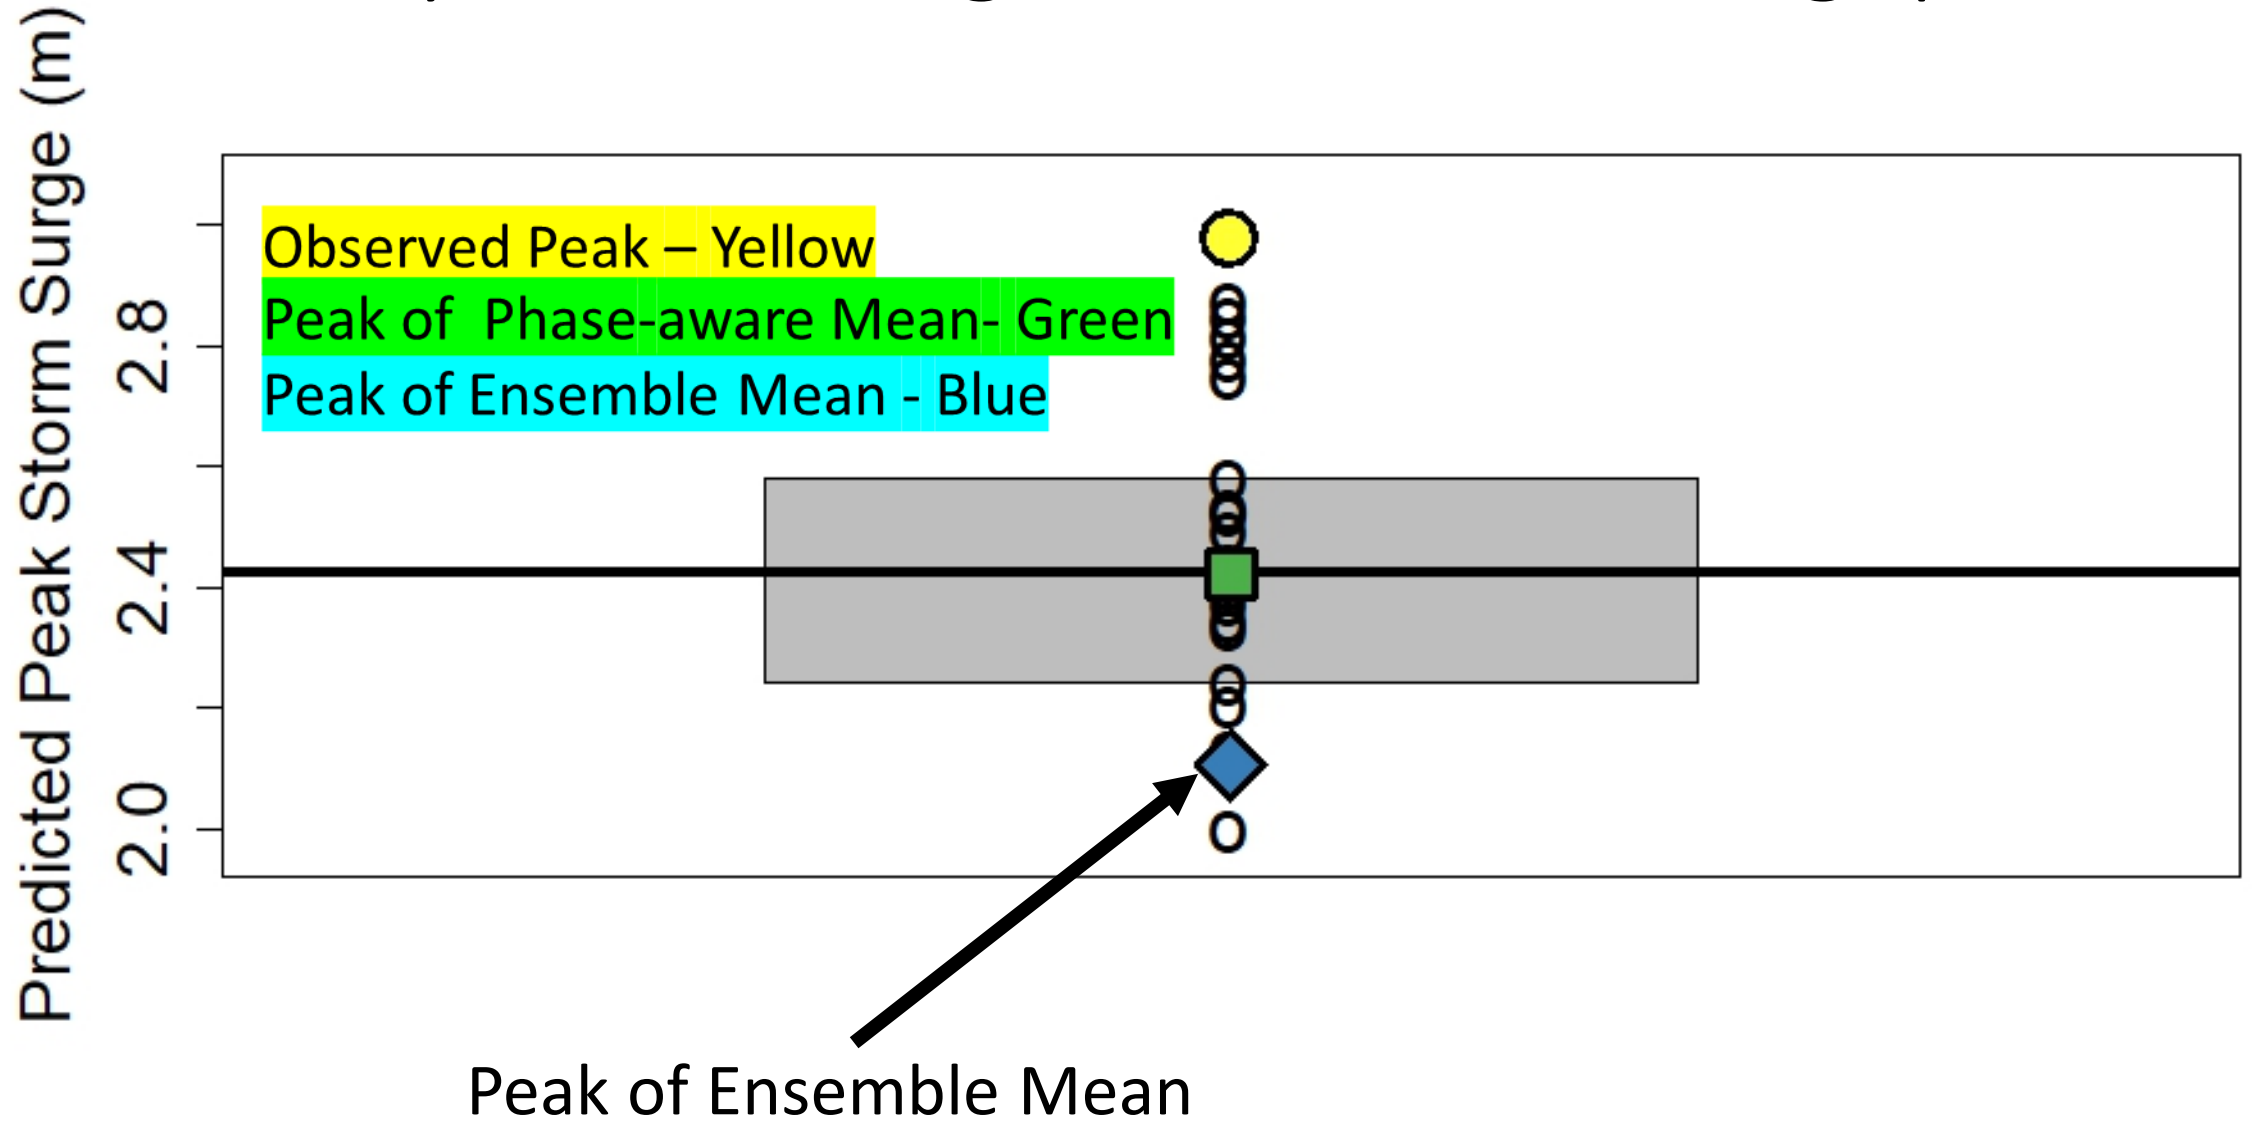 Predicted Peak Storm Surge (m)
2.8
2.4
2.0
Observed Peak – Yellow
Peak of  Phase-aware Mean- Green
Peak of Ensemble Mean - Blue
Peak of Ensemble Mean